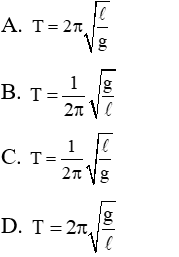 A. T = 2π√(ℓ/g)
B. T = 1/(2π) √(g/ℓ)
C. T = 1/(2π) √(ℓ/g)
D. T = 2π√(g/ℓ)